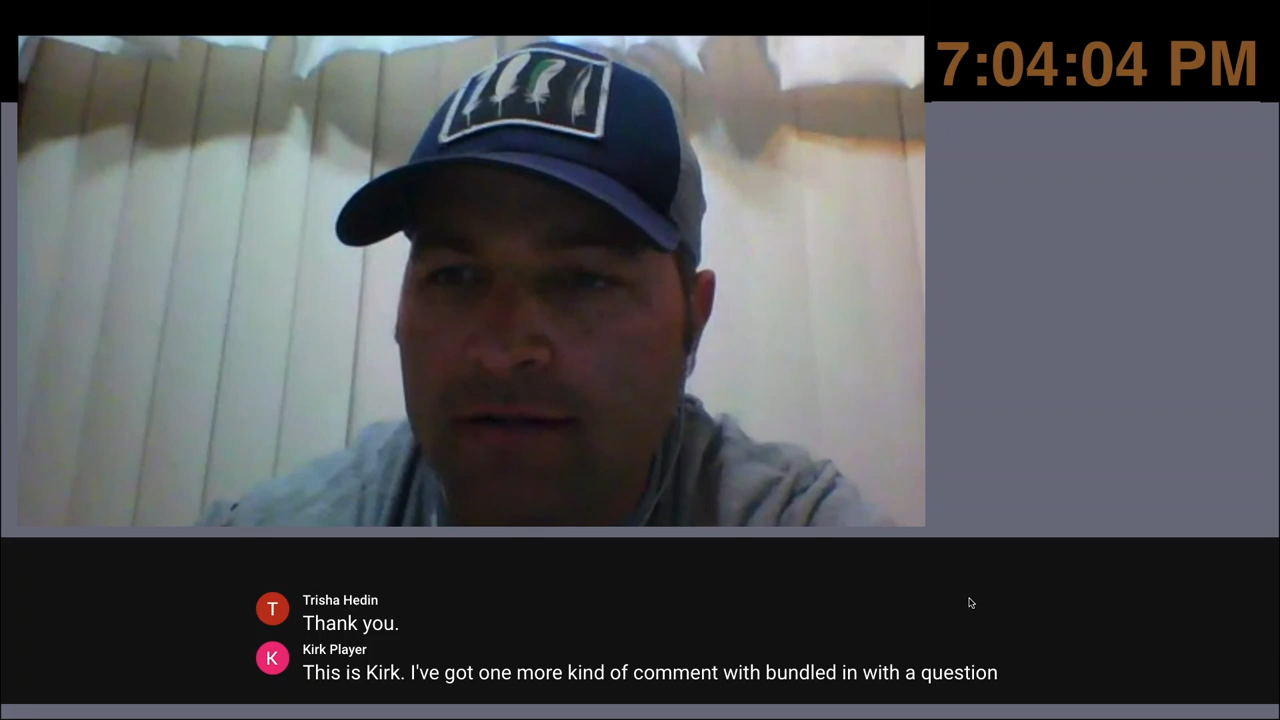 7:04:04 PM
T
Trisha Hedin
Thank you.
K
Kirk Player
This is Kirk. I've got one more kind of comment with bundled in with a question